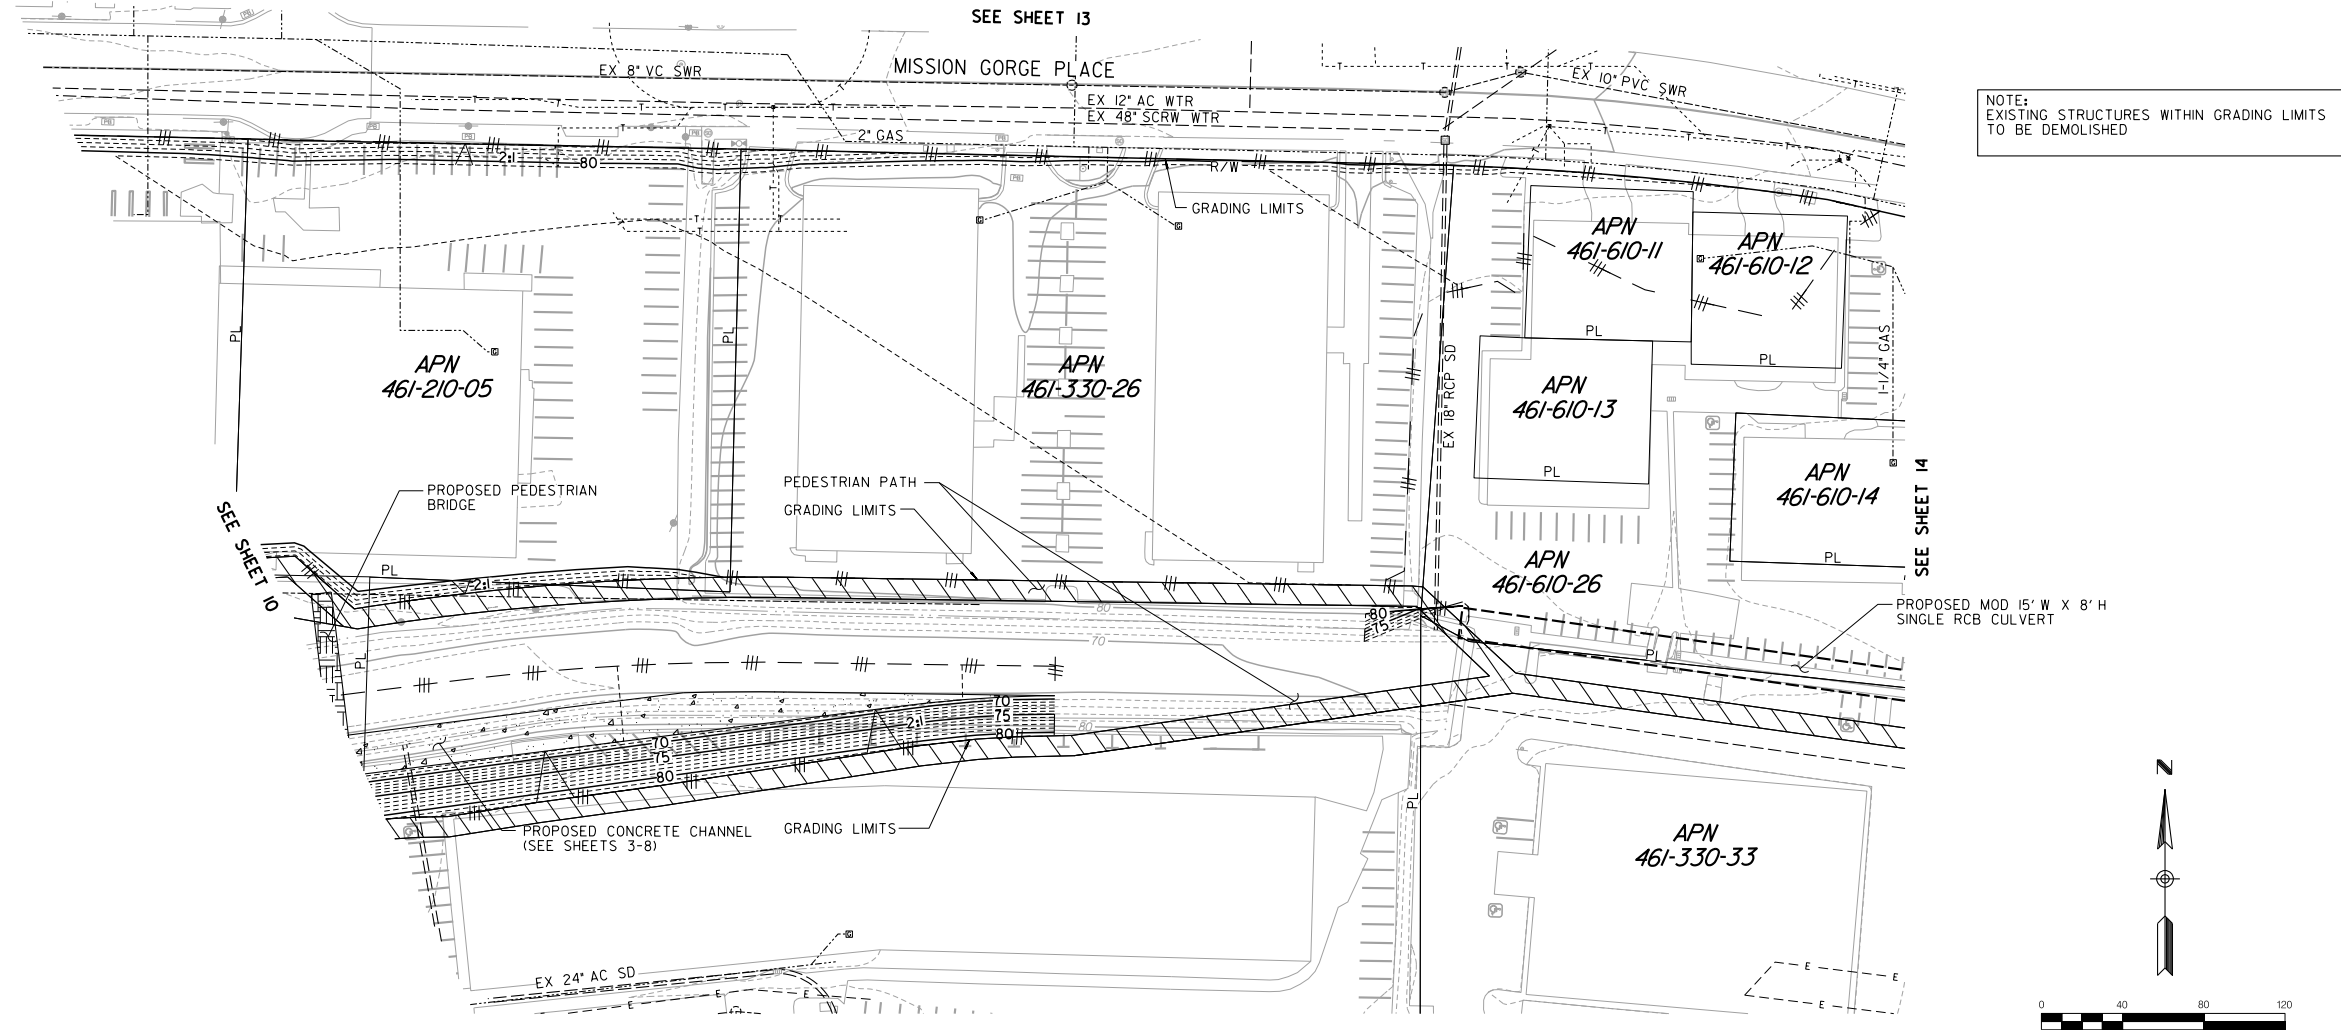 SEE SHEET 13
MISSION GORGE PLACE
EX 8" VC SWR
EX 10" PVC SWR
EX 12" AC WTR
EX 48" SCRW WTR
2" GAS
NOTE:
EXISTING STRUCTURES WITHIN GRADING LIMITS
TO BE DEMOLISHED
2:1
80
R/W
GRADING LIMITS
APN
461-610-11
APN
461-610-12
PL
PL
PL
PL
1-1/4" GAS
APN
461-210-05
APN
461-330-26
EX 18" RCP SD
APN
461-610-13
PL
APN
461-610-14
PL
SEE SHEET 14
PROPOSED PEDESTRIAN
BRIDGE
PEDESTRIAN PATH
GRADING LIMITS
SEE SHEET 10
APN
461-610-26
PL
2:1
80
70
80
75
PROPOSED MOD 15' W X 8' H
SINGLE RCB CULVERT
PL
PL
70
75
80
2:1
80
70
75
80
PL
PROPOSED CONCRETE CHANNEL
(SEE SHEETS 3-8)
GRADING LIMITS
APN
461-330-33
N
EX 24" AC SD
E
E
E
E
E
0 40 80 120